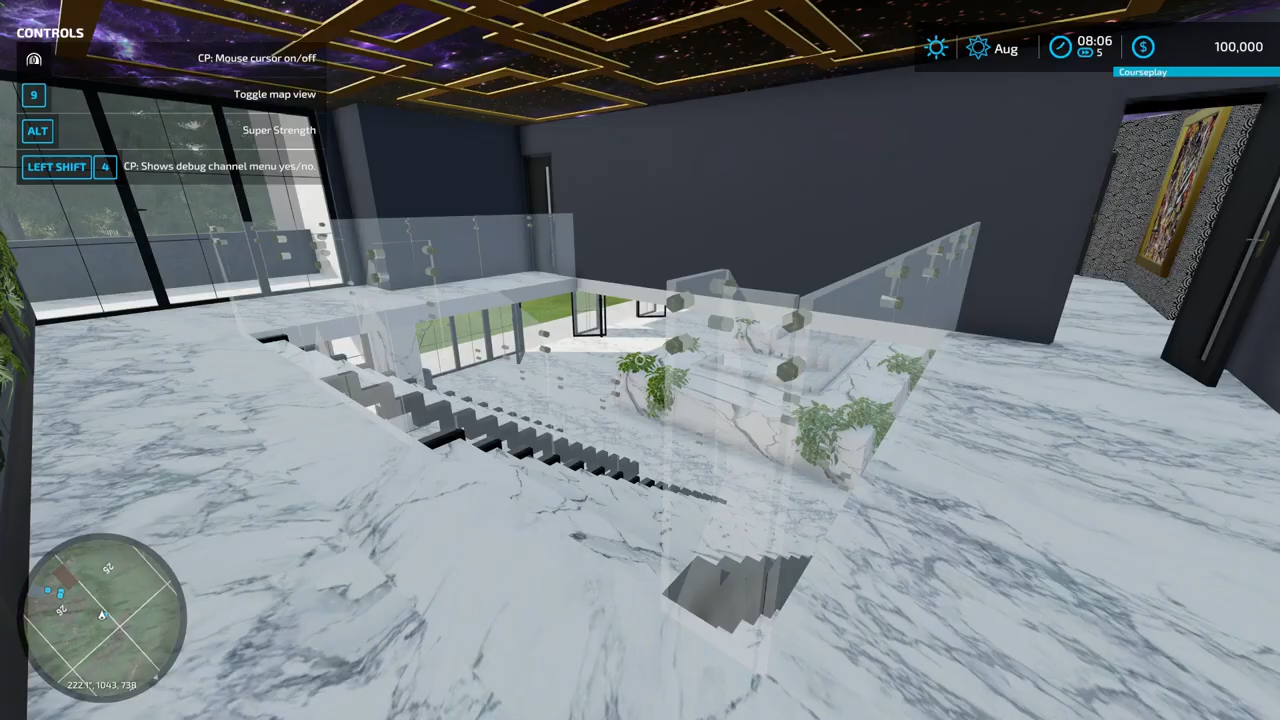 CONTROLS
CP: Mouse cursor on/off
9 Toggle map view
ALT Super Strength
LEFT SHIFT 4 CP: Shows debug channel menu yes/no.
Aug 08:06 5 $ 100,000
Courseplay
25
26
222.1°, 1043, 738